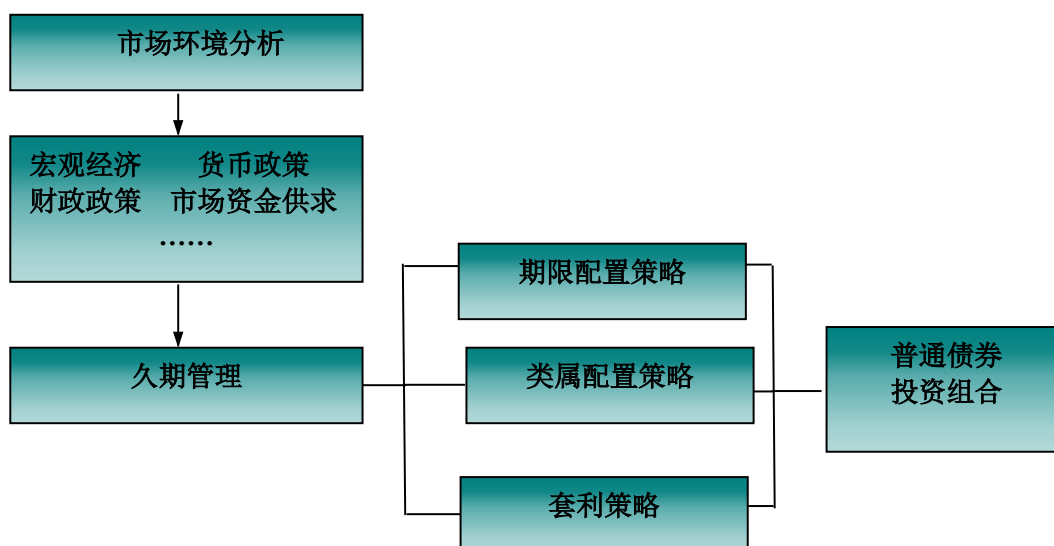 市场环境分析
宏观经济 货币政策
财政政策 市场资金供求
……
久期管理
期限配置策略
类属配置策略
套利策略
普通债券
投资组合